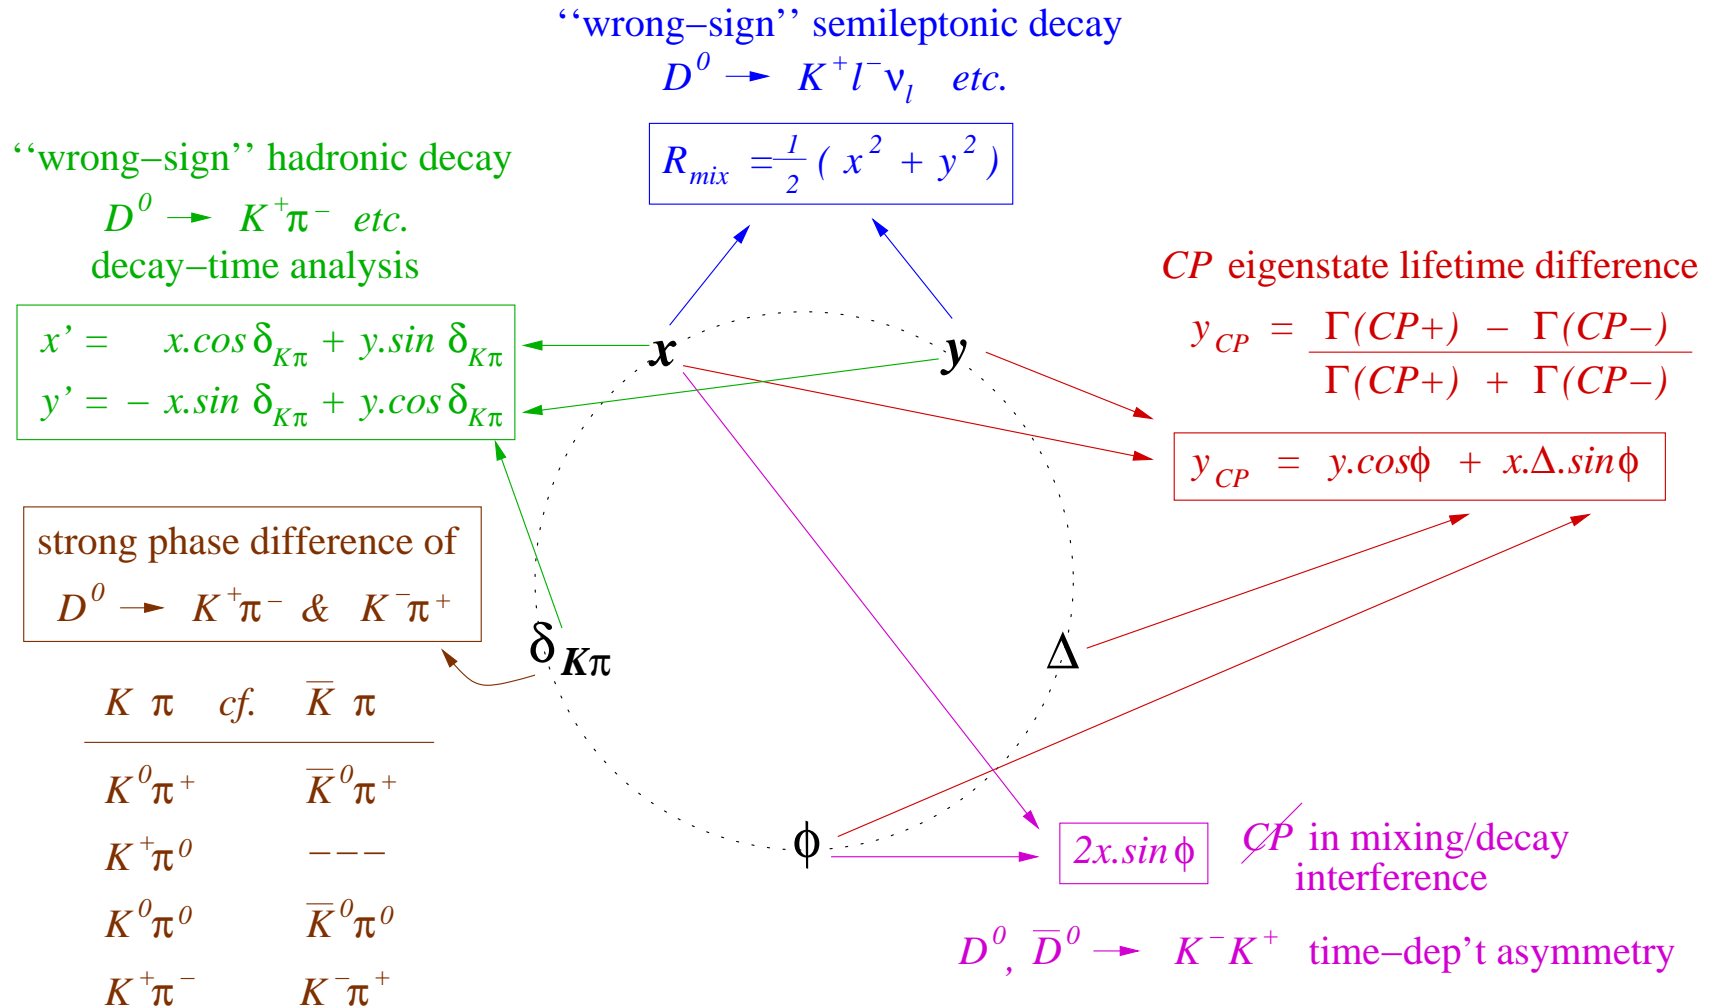 ‘‘wrong−sign’’ semileptonic decay
D⁰ → K⁺l⁻ν_l etc.
R_mix = 1/2 ( x² + y² )
‘‘wrong−sign’’ hadronic decay
D⁰ → K⁺π⁻ etc.
decay−time analysis
x’ = x.cos δ_Kπ + y.sin δ_Kπ
y’ = − x.sin δ_Kπ + y.cos δ_Kπ
CP eigenstate lifetime difference
y_CP = Γ(CP+) − Γ(CP−)
Γ(CP+) + Γ(CP−)
y_CP = y.cosϕ + x.Δ.sinϕ
x
y
strong phase difference of
D⁰ → K⁺π⁻ & K⁻π⁺
δ_Kπ
Δ
ϕ
K π cf. K̅ π
K⁰π⁺ K̅⁰π⁺
K⁺π⁰ −−−
K⁰π⁰ K̅⁰π⁰
K⁺π⁻ K⁻π⁺
2x.sin ϕ
C̸P̸ in mixing/decay
interference
D⁰, D̅⁰ → K⁻K⁺ time−dep’t asymmetry